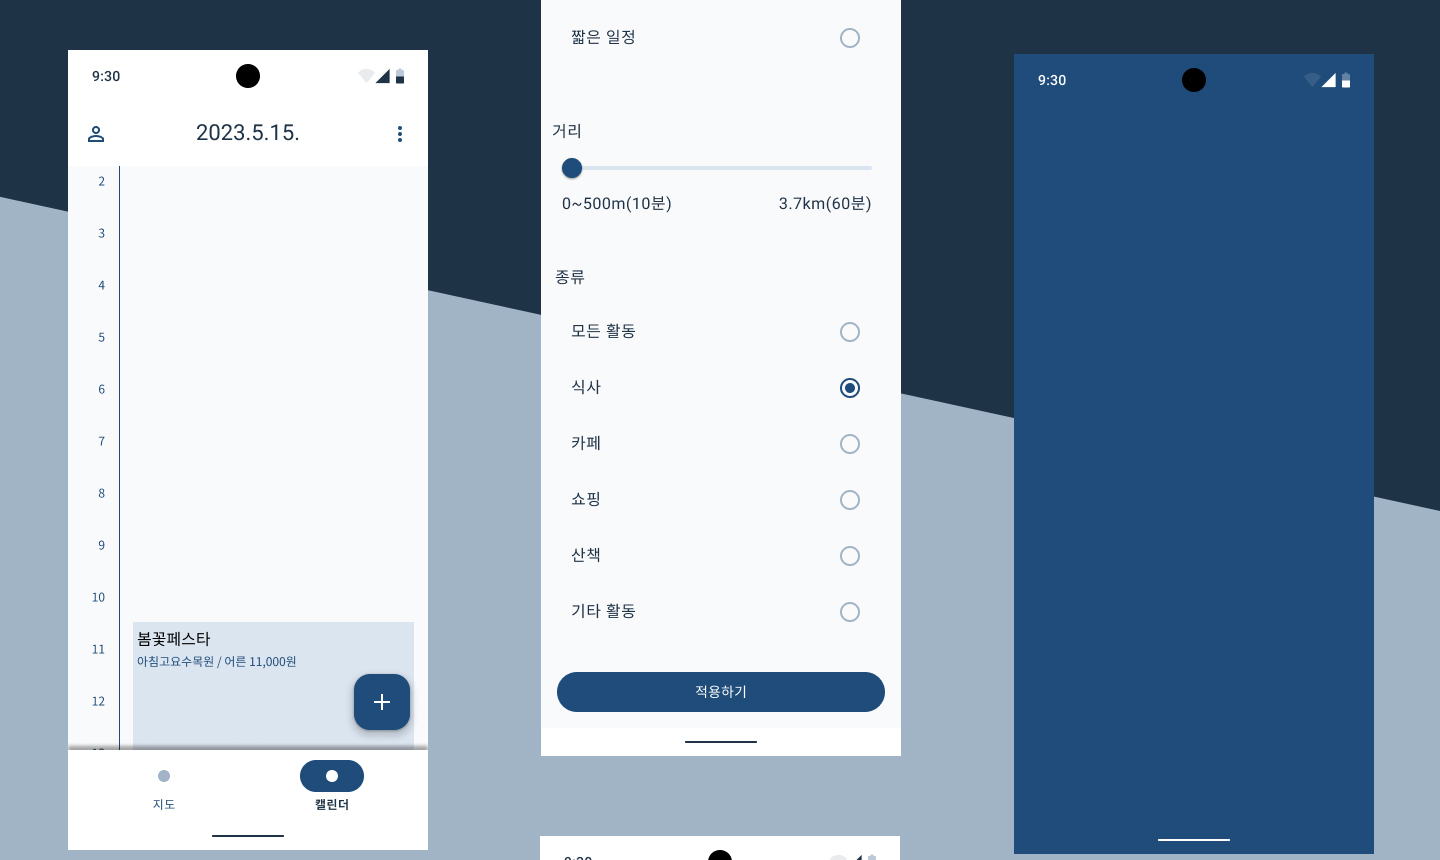 9:30
2023.5.15.
2
3
4
5
6
7
8
9
10
11
12
봄꽃페스타
아침고요수목원 / 어른 11,000원
지도
캘린더
짧은 일정
거리
0~500m(10분)
3.7km(60분)
종류
모든 활동
식사
카페
쇼핑
산책
기타 활동
적용하기
9:30